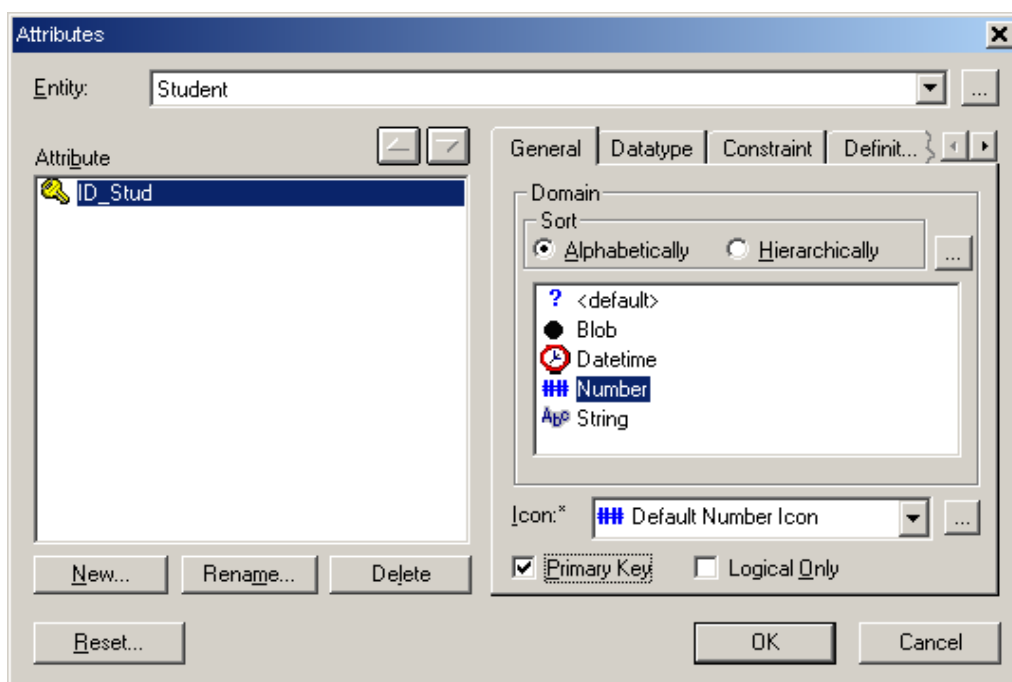 Attributes
Entity: Student ...
Attribute
ID_Stud
New... Rename... Delete
General Datatype Constraint Definit...
Domain
Sort
Alphabetically Hierarchically ...
? <default>
Blob
Datetime
## Number
Abc String
Icon:* ## Default Number Icon ...
Primary Key Logical Only
Reset... OK Cancel